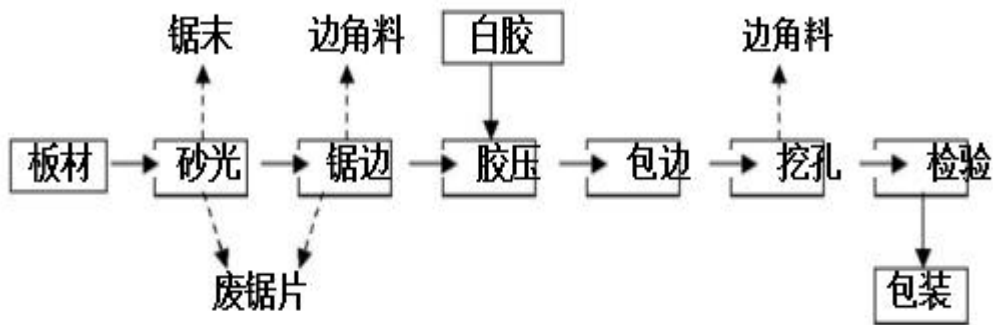 锯末 边角料 白胶 边角料
板材 砂光 锯边 胶压 包边 挖孔 检验
废锯片 包装